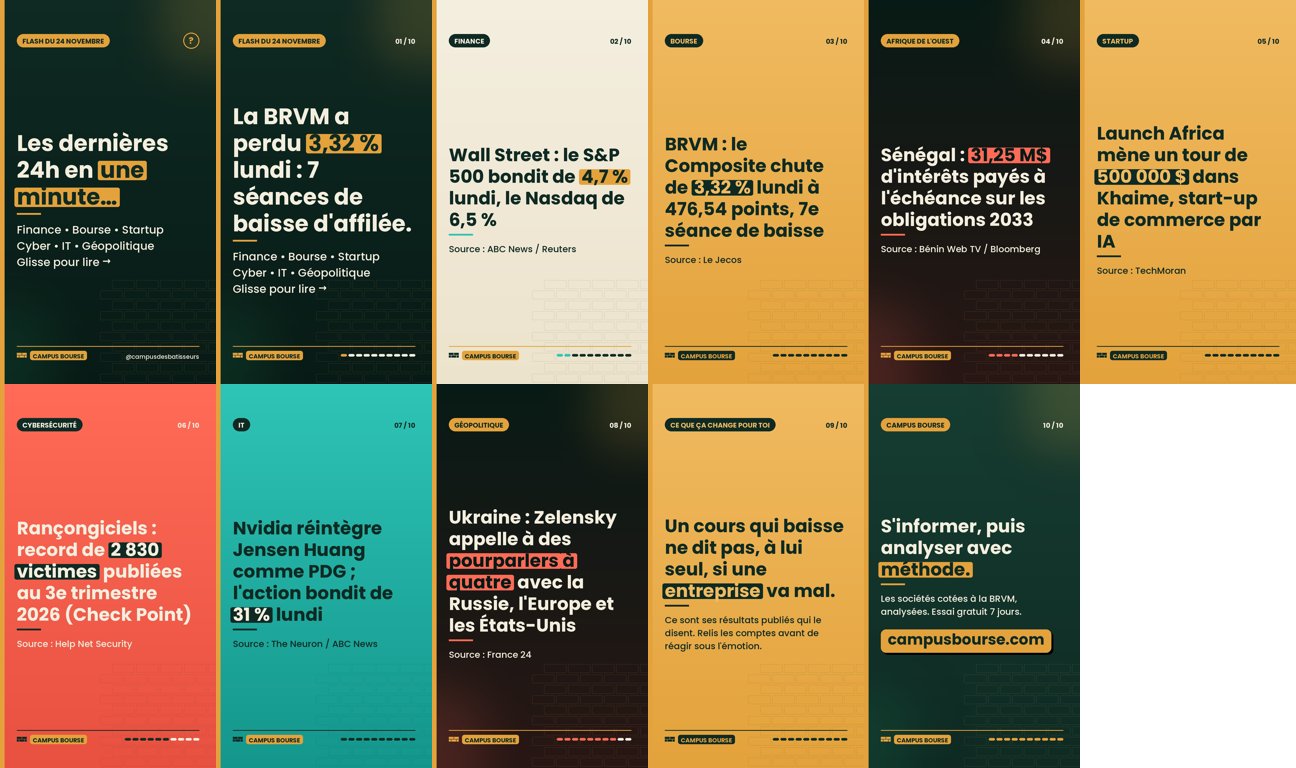 FLASH DU 24 NOVEMBRE
?
Les dernières
24h en une
minute...
Finance • Bourse • Startup
Cyber • IT • Géopolitique
Glisse pour lire →
CAMPUS BOURSE
@campusdesbatisseurs
FLASH DU 24 NOVEMBRE
01 / 10
La BRVM a
perdu 3,32 %
lundi : 7
séances de
baisse d'affilée.
Finance • Bourse • Startup
Cyber • IT • Géopolitique
Glisse pour lire →
CAMPUS BOURSE
FINANCE
02 / 10
Wall Street : le S&P
500 bondit de 4,7 %
lundi, le Nasdaq de
6,5 %
Source : ABC News / Reuters
CAMPUS BOURSE
BOURSE
03 / 10
BRVM : le
Composite chute
de 3,32 % lundi à
476,54 points, 7e
séance de baisse
Source : Le Jecos
CAMPUS BOURSE
AFRIQUE DE L'OUEST
04 / 10
Sénégal : 31,25 M$
d'intérêts payés à
l'échéance sur les
obligations 2033
Source : Bénin Web TV / Bloomberg
CAMPUS BOURSE
STARTUP
05 / 10
Launch Africa
mène un tour de
500 000 $ dans
Khaime, start-up
de commerce par
IA
Source : TechMoran
CAMPUS BOURSE
CYBERSÉCURITÉ
06 / 10
Rançongiciels :
record de 2 830
victimes publiées
au 3e trimestre
2026 (Check Point)
Source : Help Net Security
CAMPUS BOURSE
IT
07 / 10
Nvidia réintègre
Jensen Huang
comme PDG ;
l'action bondit de
31 % lundi
Source : The Neuron / ABC News
CAMPUS BOURSE
GÉOPOLITIQUE
08 / 10
Ukraine : Zelensky
appelle à des
pourparlers à
quatre avec la
Russie, l'Europe et
les États-Unis
Source : France 24
CAMPUS BOURSE
CE QUE ÇA CHANGE POUR TOI
09 / 10
Un cours qui baisse
ne dit pas, à lui
seul, si une
entreprise va mal.
Ce sont ses résultats publiés qui le
disent. Relis les comptes avant de
réagir sous l'émotion.
CAMPUS BOURSE
CAMPUS BOURSE
10 / 10
S'informer, puis
analyser avec
méthode.
Les sociétés cotées à la BRVM,
analysées. Essai gratuit 7 jours.
campusbourse.com
CAMPUS BOURSE